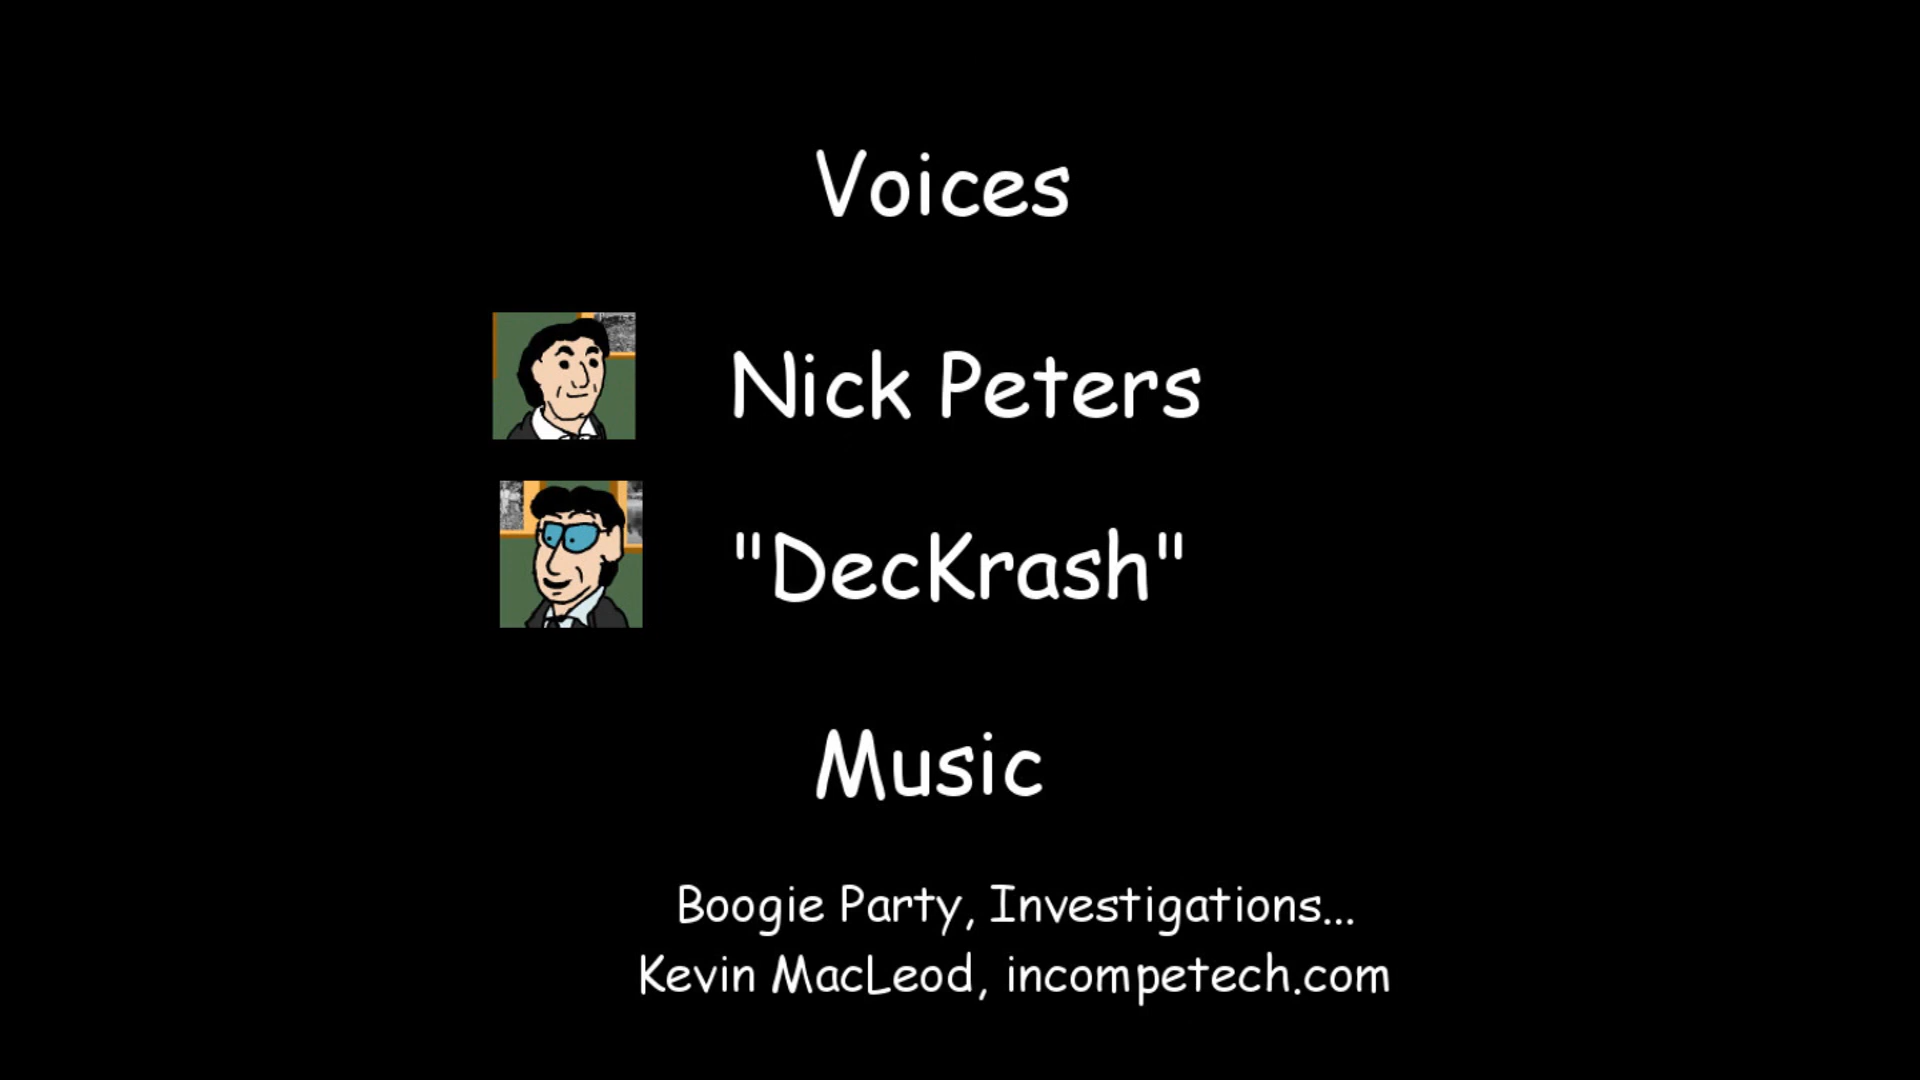 Voices
Nick Peters
"DecKrash"
Music
Boogie Party, Investigations...
Kevin MacLeod, incompetech.com